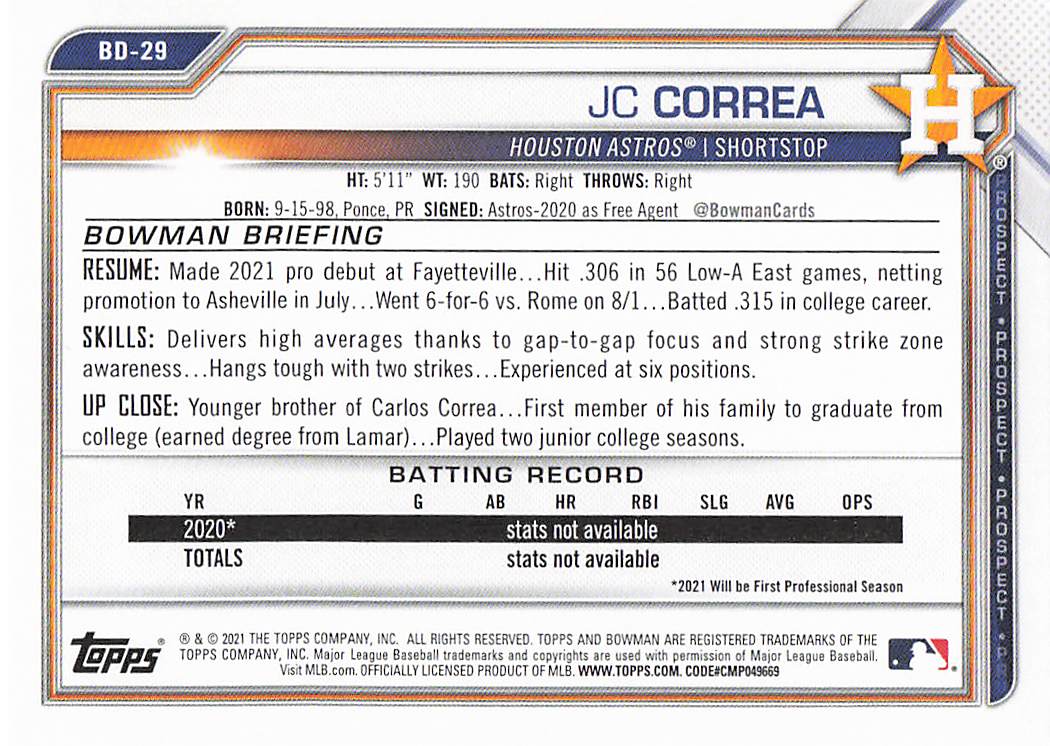 BD-29
H
JC CORREA
HOUSTON ASTROS® | SHORTSTOP
®
HT: 5'11" WT: 190 BATS: Right THROWS: Right
BORN: 9-15-98, Ponce, PR SIGNED: Astros-2020 as Free Agent @BowmanCards
BOWMAN BRIEFING
RESUME: Made 2021 pro debut at Fayetteville...Hit .306 in 56 Low-A East games, netting
promotion to Asheville in July...Went 6-for-6 vs. Rome on 8/1...Batted .315 in college career.
SKILLS: Delivers high averages thanks to gap-to-gap focus and strong strike zone
awareness...Hangs tough with two strikes...Experienced at six positions.
UP CLOSE: Younger brother of Carlos Correa...First member of his family to graduate from
college (earned degree from Lamar)...Played two junior college seasons.
BATTING RECORD
YR G AB HR RBI SLG AVG OPS
2020* stats not available
TOTALS stats not available
*2021 Will be First Professional Season
Topps® ® & © 2021 THE TOPPS COMPANY, INC. ALL RIGHTS RESERVED. TOPPS AND BOWMAN ARE REGISTERED TRADEMARKS OF THE
TOPPS COMPANY, INC. Major League Baseball trademarks and copyrights are used with permission of Major League Baseball.
Visit MLB.com. OFFICIALLY LICENSED PRODUCT OF MLB. WWW.TOPPS.COM. CODE#CMP049669
PROSPECT • PROSPECT • PROSPECT • P